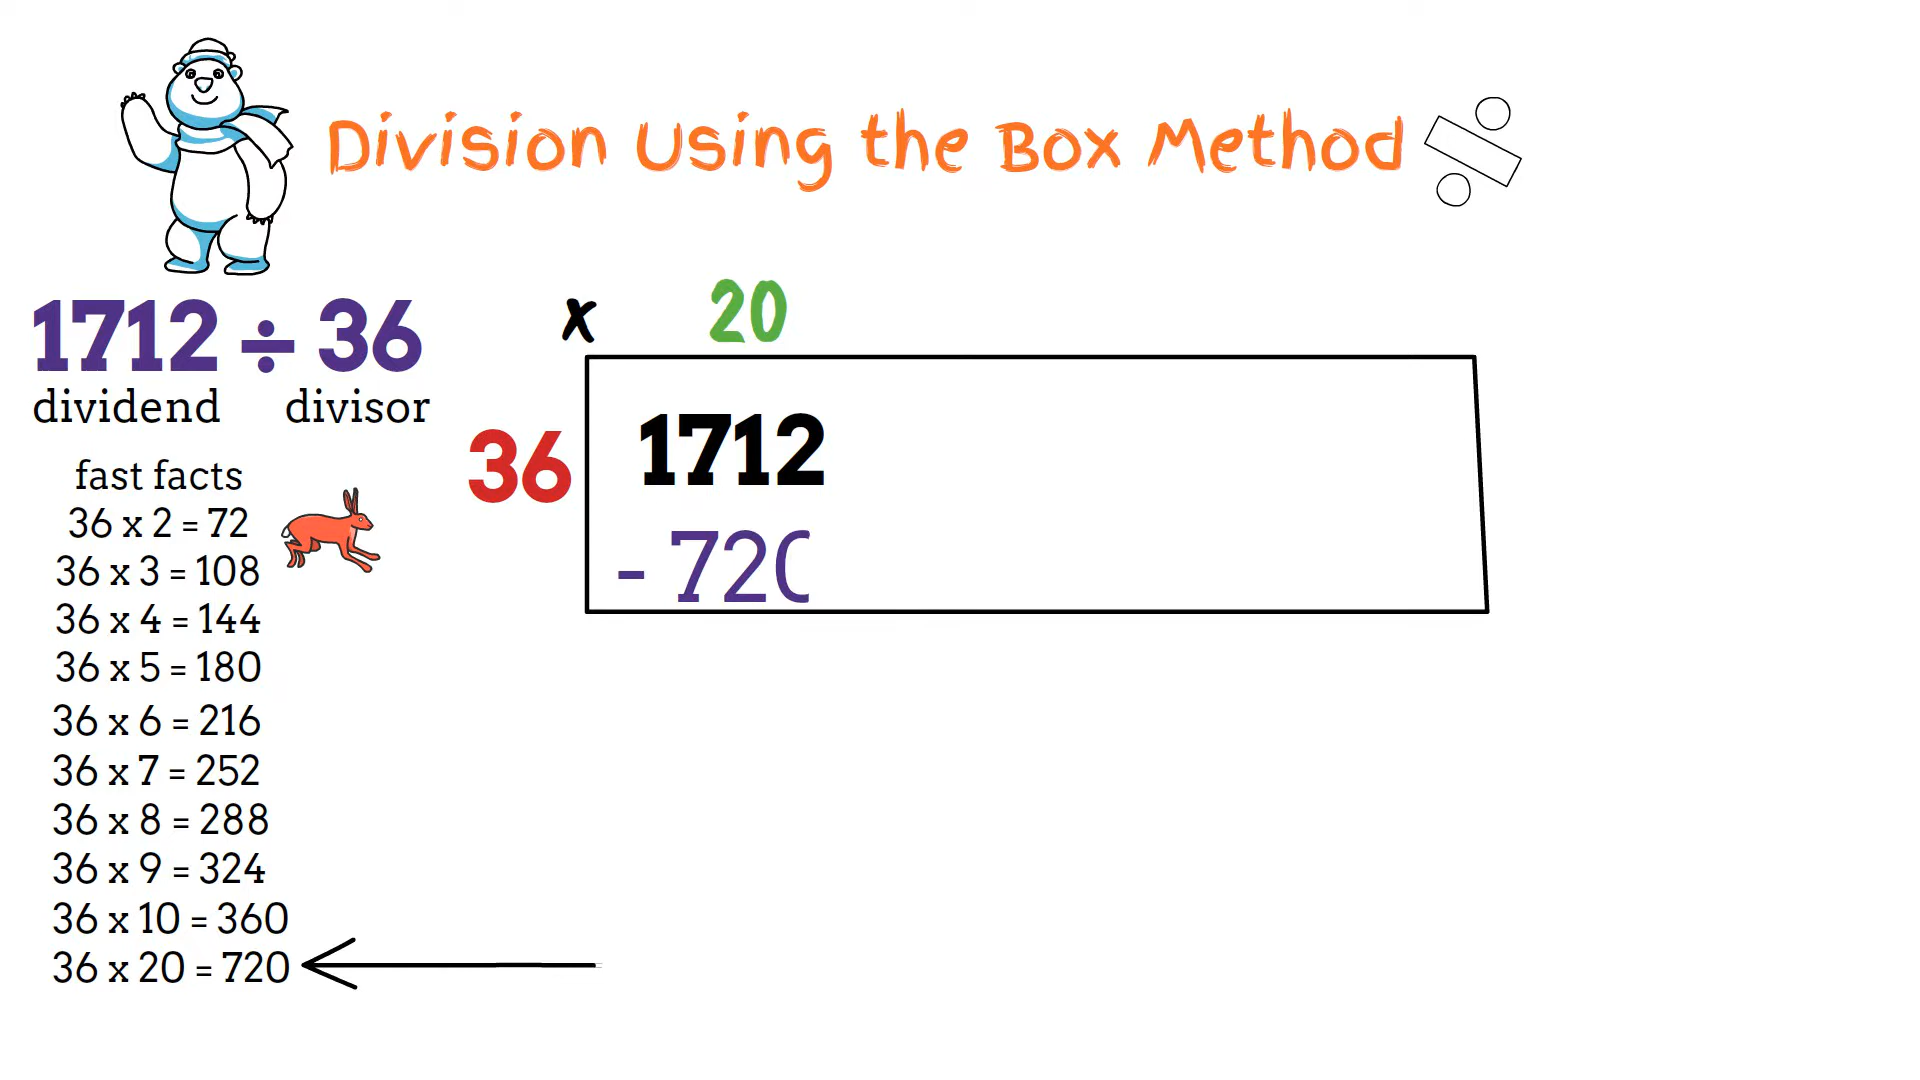 Division Using the Box Method
1712 ÷ 36
dividend divisor
fast facts
36 x 2 = 72
36 x 3 = 108
36 x 4 = 144
36 x 5 = 180
36 x 6 = 216
36 x 7 = 252
36 x 8 = 288
36 x 9 = 324
36 x 10 = 360
36 x 20 = 720
x 20
36 1712
- 720